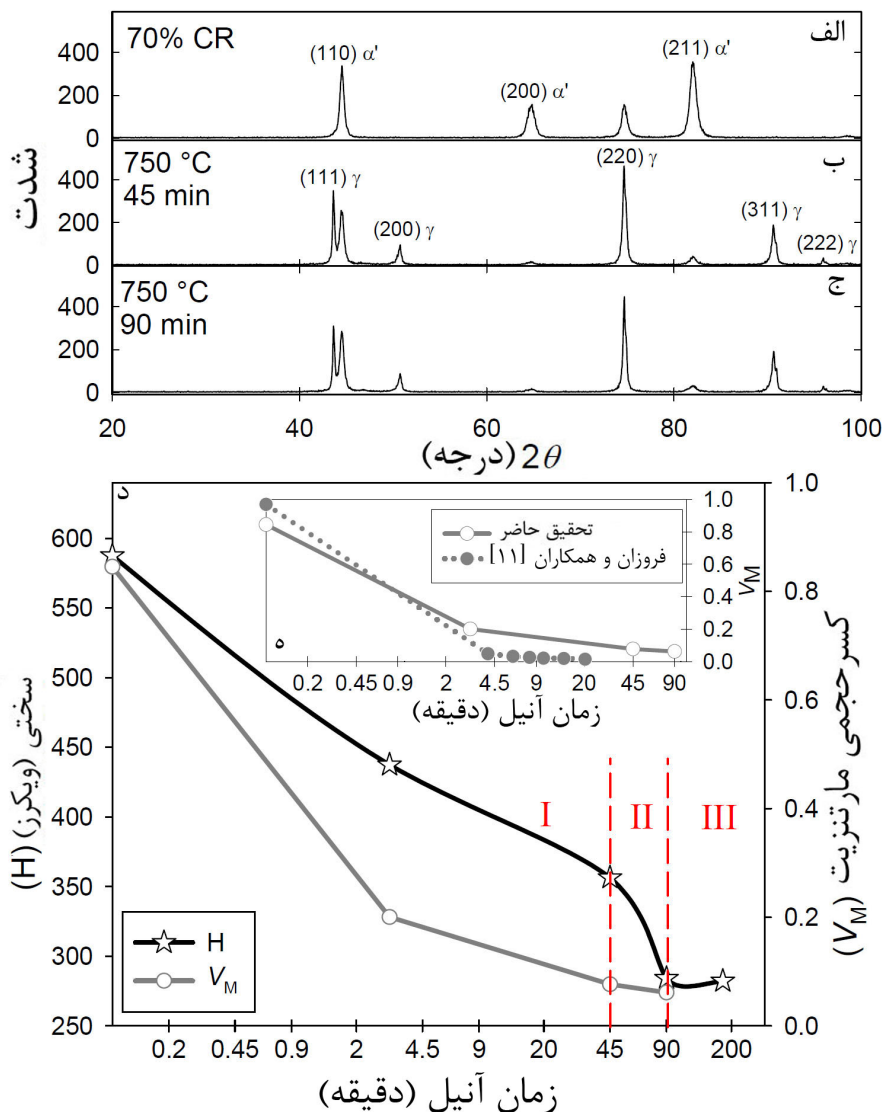 70% CR
الف
(110) α'
(200) α'
(211) α'
400
200
0
750 °C
45 min
ب
(111) γ
(200) γ
(220) γ
(311) γ
(222) γ
400
200
0
750 °C
90 min
ج
400
200
0
شدت
20 40 60 80 100
2θ (درجه)
د
600
550
500
450
400
350
300
250
سختی (ویکرز) (H)
1.0
0.8
0.6
0.4
0.2
0.0
کسرحجمی مارتنزیت (VM)
تحقیق حاضر
فروزان و همکاران [۱۱]
1.0
0.8
0.6
0.4
0.2
0.0
VM
ه
0.2 0.45 0.9 2 4.5 9 20 45 90
زمان آنیل (دقیقه)
I
II
III
H
VM
0.2 0.45 0.9 2 4.5 9 20 45 90 200
زمان آنیل (دقیقه)